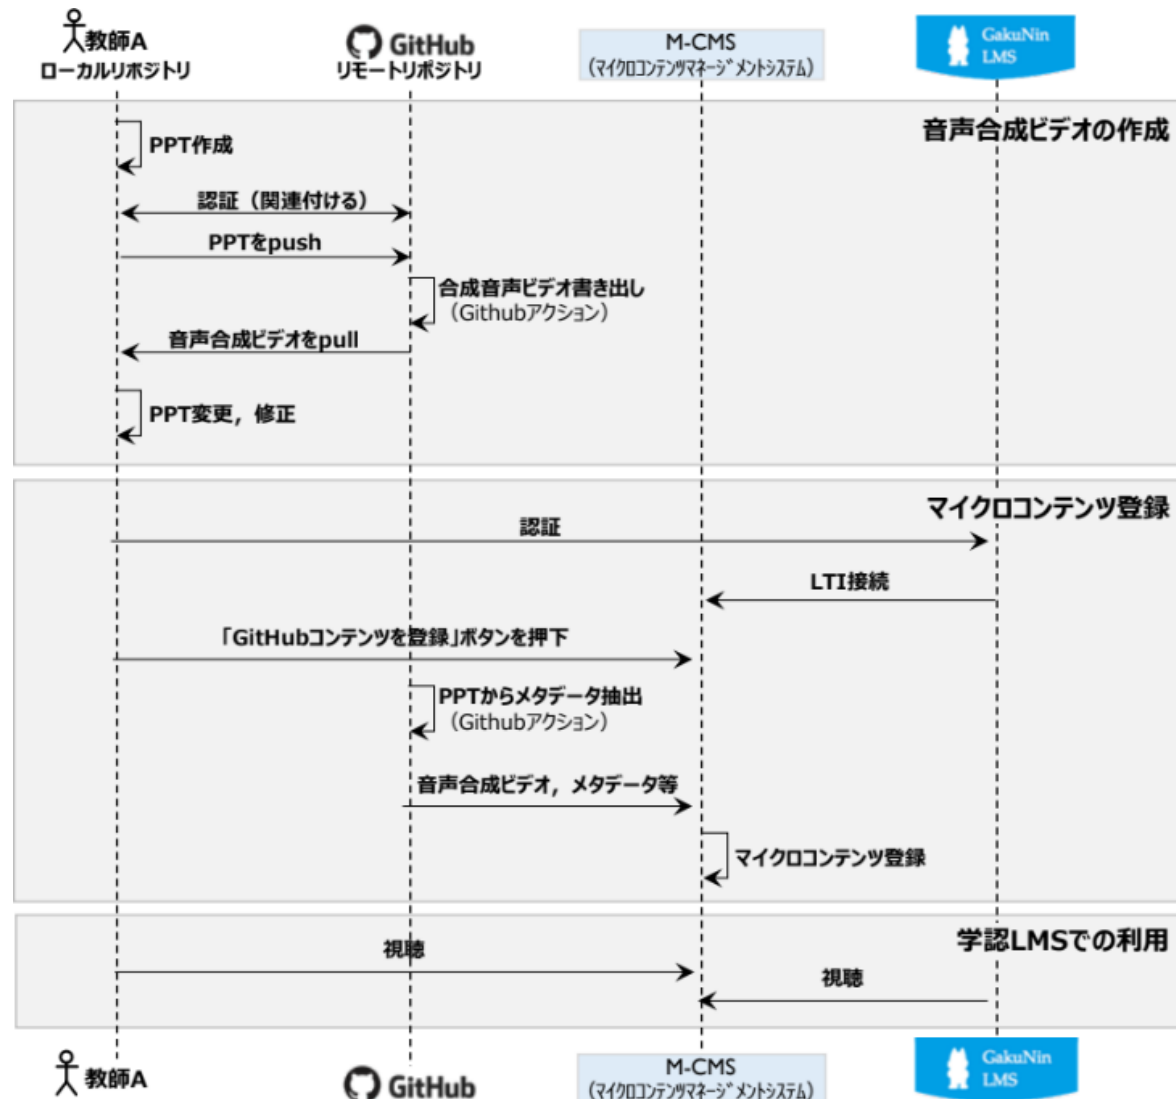 教師A
ローカルリポジトリ
GitHub
リモートリポジトリ
M-CMS
(マイクロコンテンツマネージメントシステム)
GakuNin
LMS
音声合成ビデオの作成
PPT作成
認証（関連付ける）
PPTをpush
合成音声ビデオ書き出し
（Githubアクション）
音声合成ビデオをpull
PPT変更，修正
マイクロコンテンツ登録
認証
LTI接続
「GitHubコンテンツを登録」ボタンを押下
PPTからメタデータ抽出
（Githubアクション）
音声合成ビデオ，メタデータ等
マイクロコンテンツ登録
学認LMSでの利用
視聴
視聴
教師A
GitHub
M-CMS
(マイクロコンテンツマネージメントシステム)
GakuNin
LMS